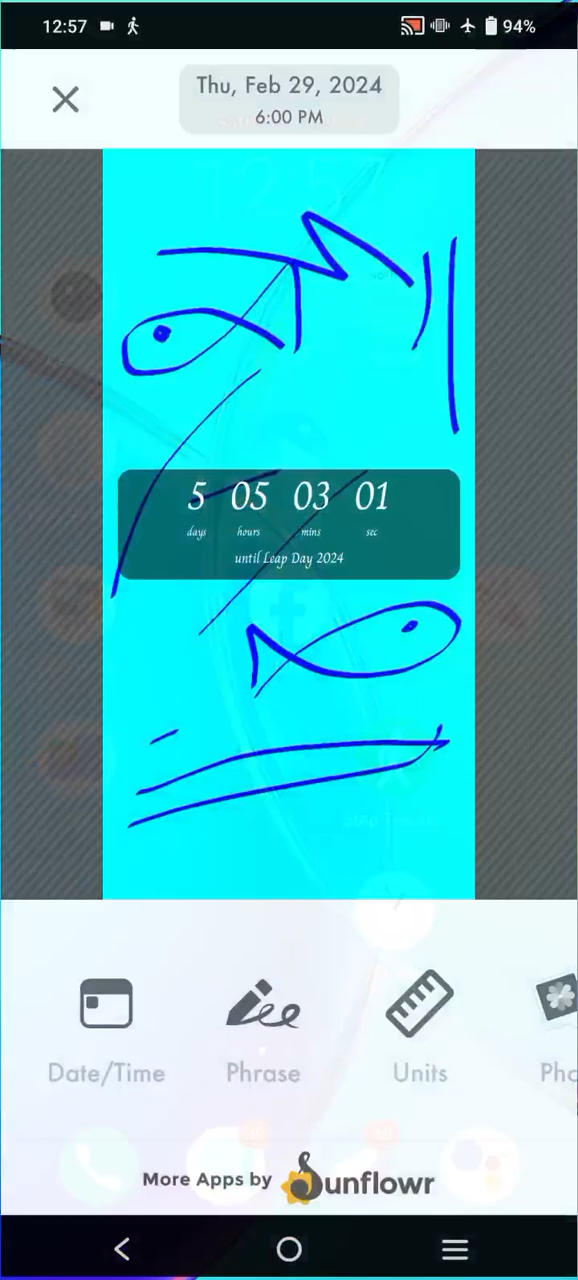 12:57 94%
Thu, Feb 29, 2024
6:00 PM
5 05 03 01
days hours mins sec
until Leap Day 2024
Date/Time Phrase Units Pho
More Apps by Sunflowr